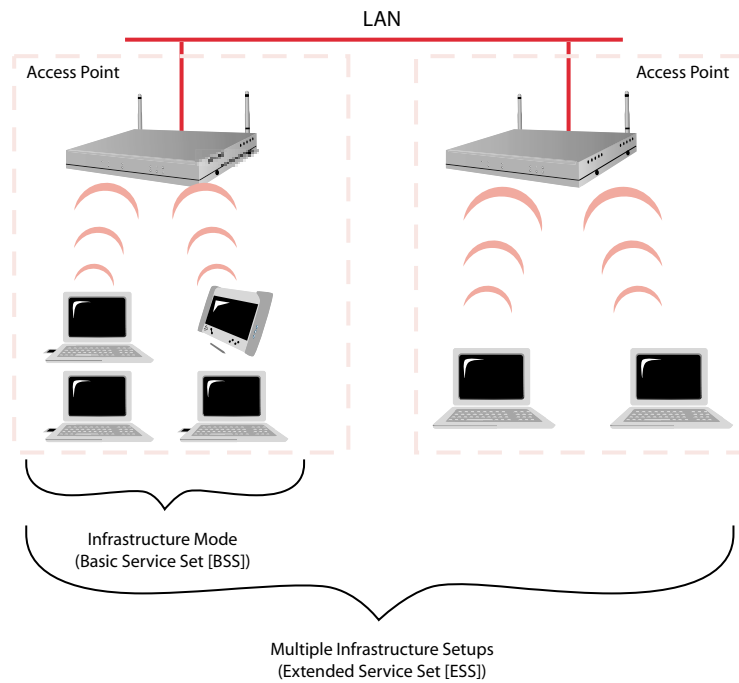 LAN
Access Point
Access Point
Infrastructure Mode
(Basic Service Set [BSS])
Multiple Infrastructure Setups
(Extended Service Set [ESS])